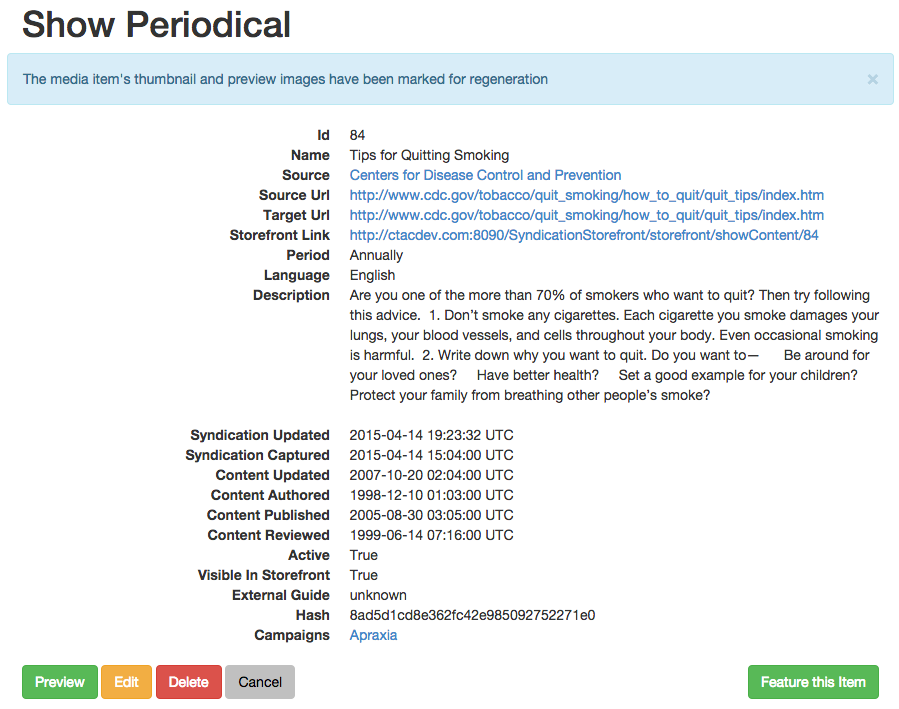 Show Periodical
The media item's thumbnail and preview images have been marked for regeneration ×
Id 84
Name Tips for Quitting Smoking
Source Centers for Disease Control and Prevention
Source Url http://www.cdc.gov/tobacco/quit_smoking/how_to_quit/quit_tips/index.htm
Target Url http://www.cdc.gov/tobacco/quit_smoking/how_to_quit/quit_tips/index.htm
Storefront Link http://ctacdev.com:8090/SyndicationStorefront/storefront/showContent/84
Period Annually
Language English
Description Are you one of the more than 70% of smokers who want to quit? Then try following
this advice.  1. Don’t smoke any cigarettes. Each cigarette you smoke damages your
lungs, your blood vessels, and cells throughout your body. Even occasional smoking
is harmful.  2. Write down why you want to quit. Do you want to—      Be around for
your loved ones?     Have better health?     Set a good example for your children?
Protect your family from breathing other people’s smoke?
Syndication Updated 2015-04-14 19:23:32 UTC
Syndication Captured 2015-04-14 15:04:00 UTC
Content Updated 2007-10-20 02:04:00 UTC
Content Authored 1998-12-10 01:03:00 UTC
Content Published 2005-08-30 03:05:00 UTC
Content Reviewed 1999-06-14 07:16:00 UTC
Active True
Visible In Storefront True
External Guide unknown
Hash 8ad5d1cd8e362fc42e985092752271e0
Campaigns Apraxia
Preview Edit Delete Cancel Feature this Item